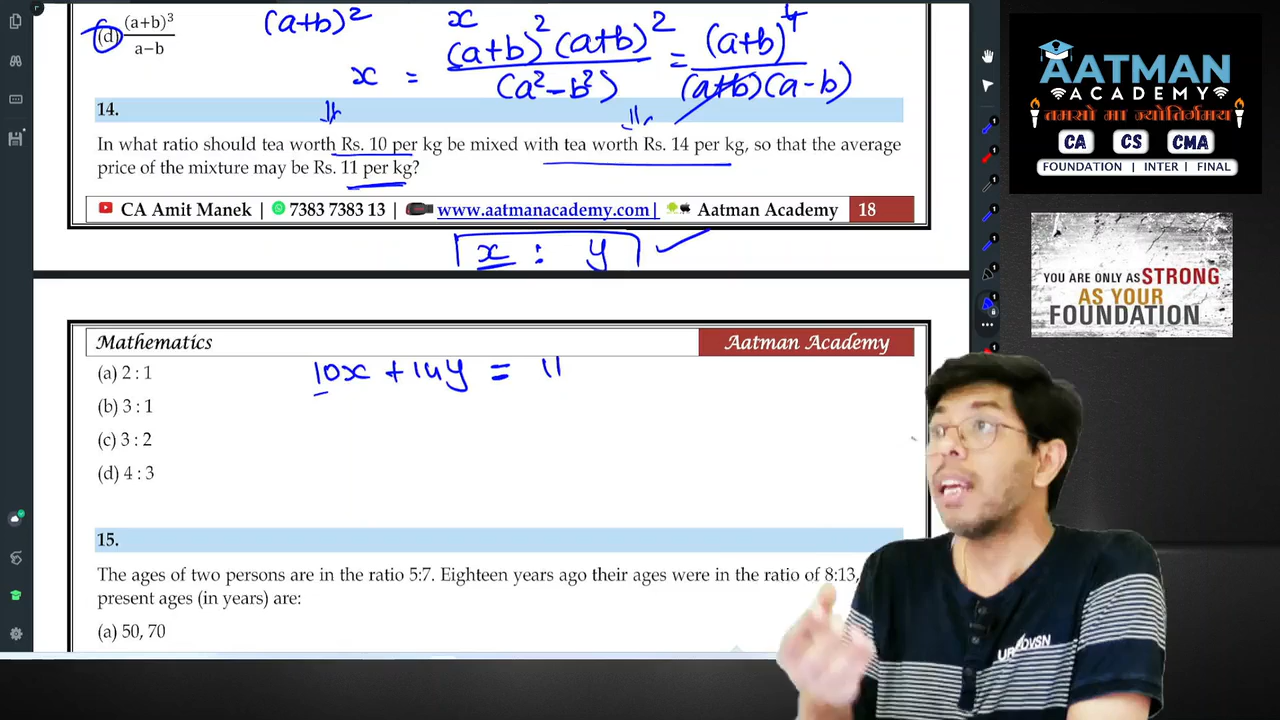 (d) (a+b)³/a−b
(a+b)²
x
x = (a+b)²(a+b)²/(a²−b²) = (a+b)⁴/(a+b)(a−b)
14.
In what ratio should tea worth Rs. 10 per kg be mixed with tea worth Rs. 14 per kg, so that the average
price of the mixture may be Rs. 11 per kg?
CA Amit Manek | 7383 7383 13 | www.aatmanacademy.com| Aatman Academy 18
x : y
Mathematics Aatman Academy
10x + 14y = 11
(a) 2 : 1
(b) 3 : 1
(c) 3 : 2
(d) 4 : 3
15.
The ages of two persons are in the ratio 5:7. Eighteen years ago their ages were in the ratio of 8:13,
present ages (in years) are:
(a) 50, 70
AATMAN
ACADEMY
तमसो मा ज्योतिर्गमय
CA CS CMA
FOUNDATION | INTER | FINAL
YOU ARE ONLY AS STRONG
AS YOUR
FOUNDATION